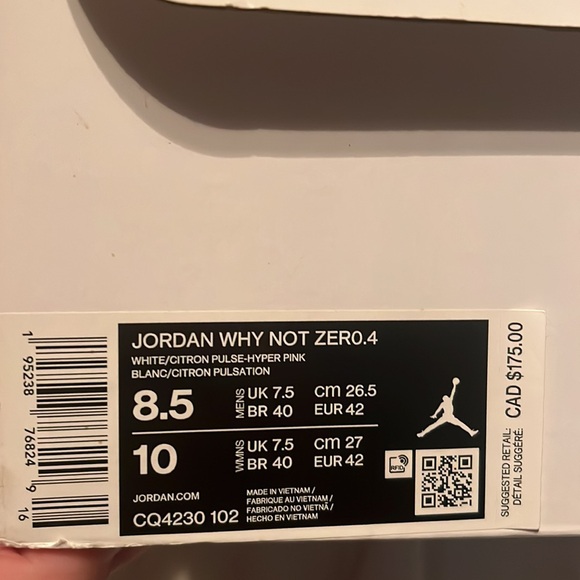 JORDAN WHY NOT ZER0.4
WHITE/CITRON PULSE-HYPER PINK
BLANC/CITRON PULSATION
8.5 MENS UK 7.5 cm 26.5
BR 40 EUR 42
10 WMNS UK 7.5 cm 27
BR 40 EUR 42
RFID
JORDAN.COM
CQ4230 102
MADE IN VIETNAM /
FABRIQUE AU VIETNAM /
FABRICADO NO VIETNÃ /
HECHO EN VIETNAM
1 95238 76824 9 16
SUGGESTED RETAIL: CAD $175.00
DÉTAIL SUGGÉRÉ: